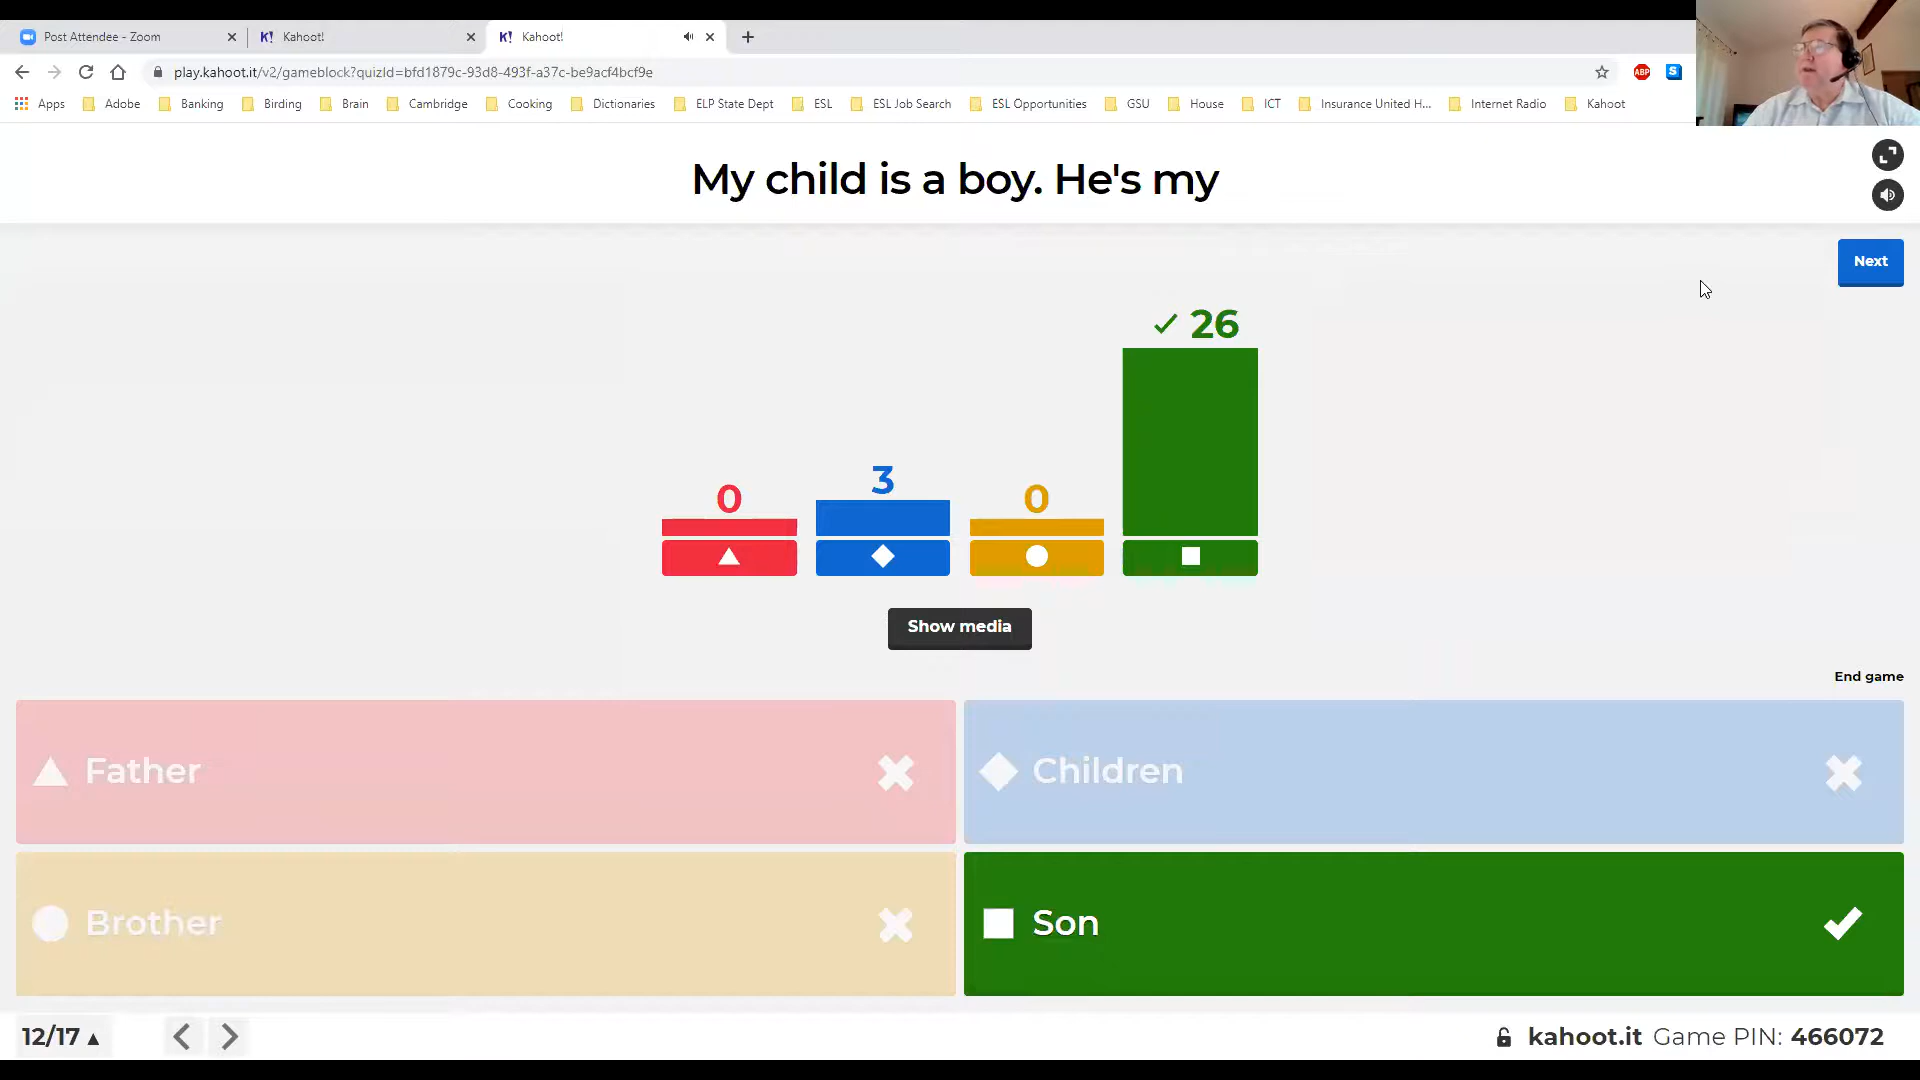 Post Attendee - Zoom
K! Kahoot!
K! Kahoot!
play.kahoot.it/v2/gameblock?quizId=bfd1879c-93d8-493f-a37c-be9acf4bcf9e
ABP
S
Apps Adobe Banking Birding Brain Cambridge Cooking Dictionaries ELP State Dept ESL ESL Job Search ESL Opportunities GSU House ICT Insurance United H... Internet Radio Kahoot
My child is a boy. He's my
Next
0
3
0
26
Show media
End game
Father
Children
Brother
Son
12/17
kahoot.it Game PIN: 466072